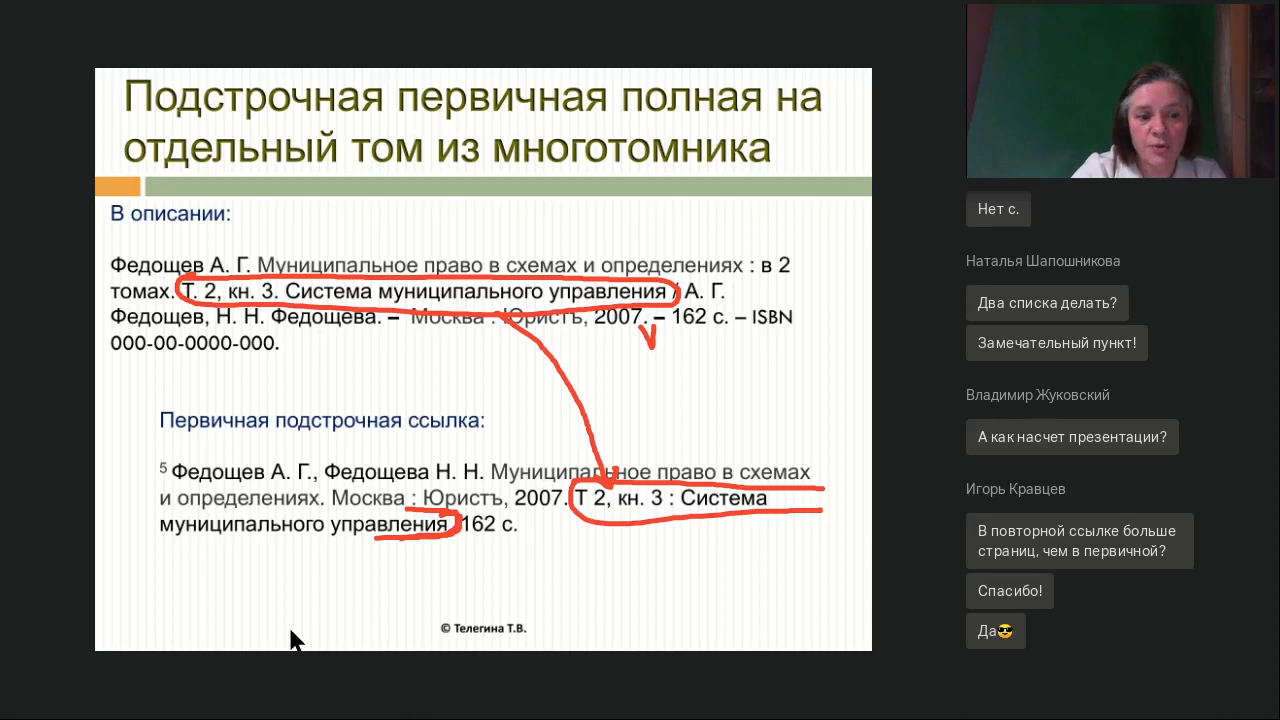 Подстрочная первичная полная на
отдельный том из многотомника
В описании:
Федощев А. Г. Муниципальное право в схемах и определениях : в 2
томах. Т. 2, кн. 3. Система муниципального управления / А. Г.
Федощев, Н. Н. Федощева. – Москва : Юристъ, 2007. – 162 с. – ISBN
000-00-0000-000.
Первичная подстрочная ссылка:
5 Федощев А. Г., Федощева Н. Н. Муниципальное право в схемах
и определениях. Москва : Юристъ, 2007. Т 2, кн. 3 : Система
муниципального управления. 162 с.
© Телегина Т.В.
Нет с.
Наталья Шапошникова
Два списка делать?
Замечательный пункт!
Владимир Жуковский
А как насчет презентации?
Игорь Кравцев
В повторной ссылке больше
страниц, чем в первичной?
Спасибо!
Да😎